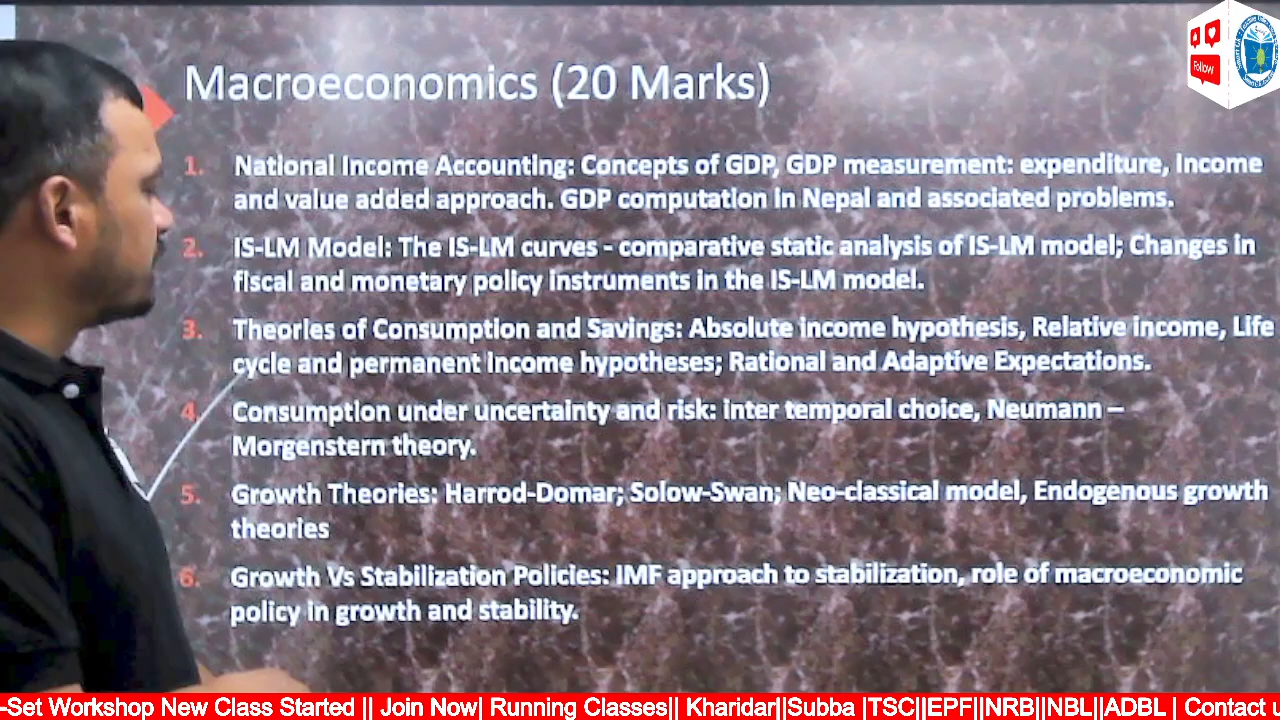 Macroeconomics (20 Marks)
1. National Income Accounting: Concepts of GDP, GDP measurement: expenditure, income
and value added approach. GDP computation in Nepal and associated problems.
2. IS-LM Model: The IS-LM curves - comparative static analysis of IS-LM model; Changes in
fiscal and monetary policy instruments in the IS-LM model.
3. Theories of Consumption and Savings: Absolute income hypothesis, Relative income, Life
cycle and permanent income hypotheses; Rational and Adaptive Expectations.
4. Consumption under uncertainty and risk: inter temporal choice, Neumann –
Morgenstern theory.
5. Growth Theories: Harrod-Domar; Solow-Swan; Neo-classical model, Endogenous growth
theories
6. Growth Vs Stabilization Policies: IMF approach to stabilization, role of macroeconomic
policy in growth and stability.
Follow
-Set Workshop New Class Started || Join Now| Running Classes|| Kharidar||Subba |TSC||EPF||NRB||NBL||ADBL | Contact u